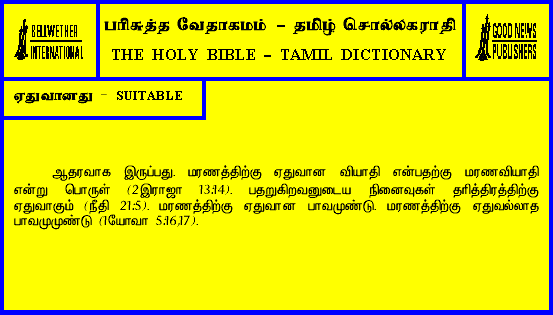 BELLWETHER
INTERNATIONAL
பரிசுத்த வேதாகமம் - தமிழ் சொல்லகராதி
THE HOLY BIBLE - TAMIL DICTIONARY
GOOD NEWS
PUBLISHERS
ஏதுவானது - SUITABLE
ஆதரவாக இருப்பது. மரணத்திற்கு ஏதுவான வியாதி என்பதற்கு மரணவியாதி
என்று பொருள் (2இராஜா 13:14). பதறுகிறவனுடைய நினைவுகள் தரித்திரத்திற்கு
ஏதுவாகும் (நீதி 21:5). மரணத்திற்கு ஏதுவான பாவமுண்டு. மரணத்திற்கு ஏதுவல்லாத
பாவமுமுண்டு (1யோவா 5:16,17).